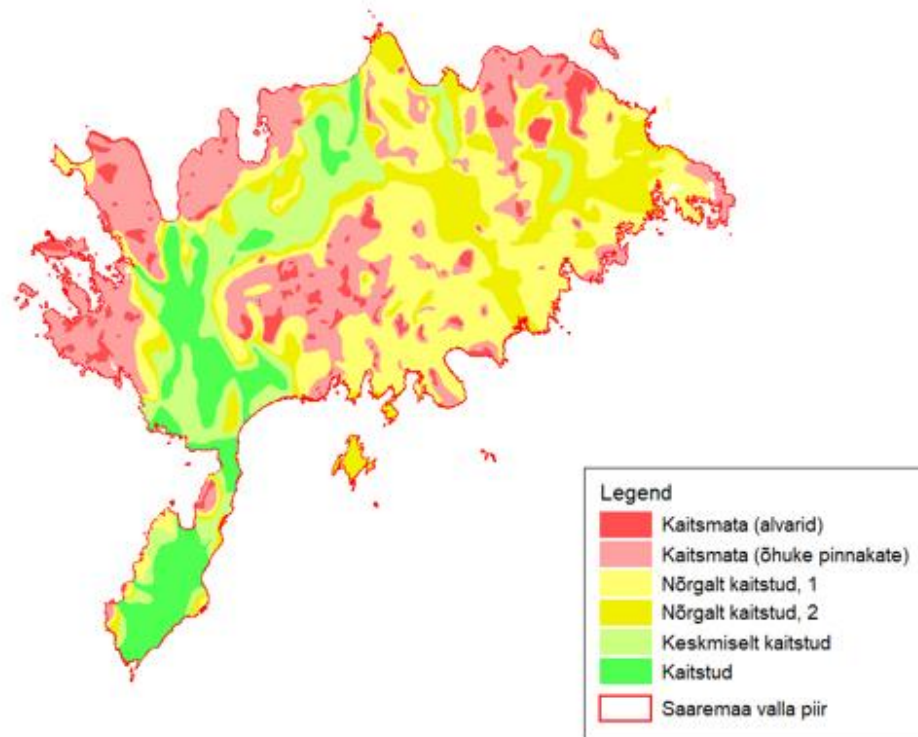 Legend
Kaitsmata (alvarid)
Kaitsmata (õhuke pinnakate)
Nõrgalt kaitstud, 1
Nõrgalt kaitstud, 2
Keskmiselt kaitstud
Kaitstud
Saaremaa valla piir